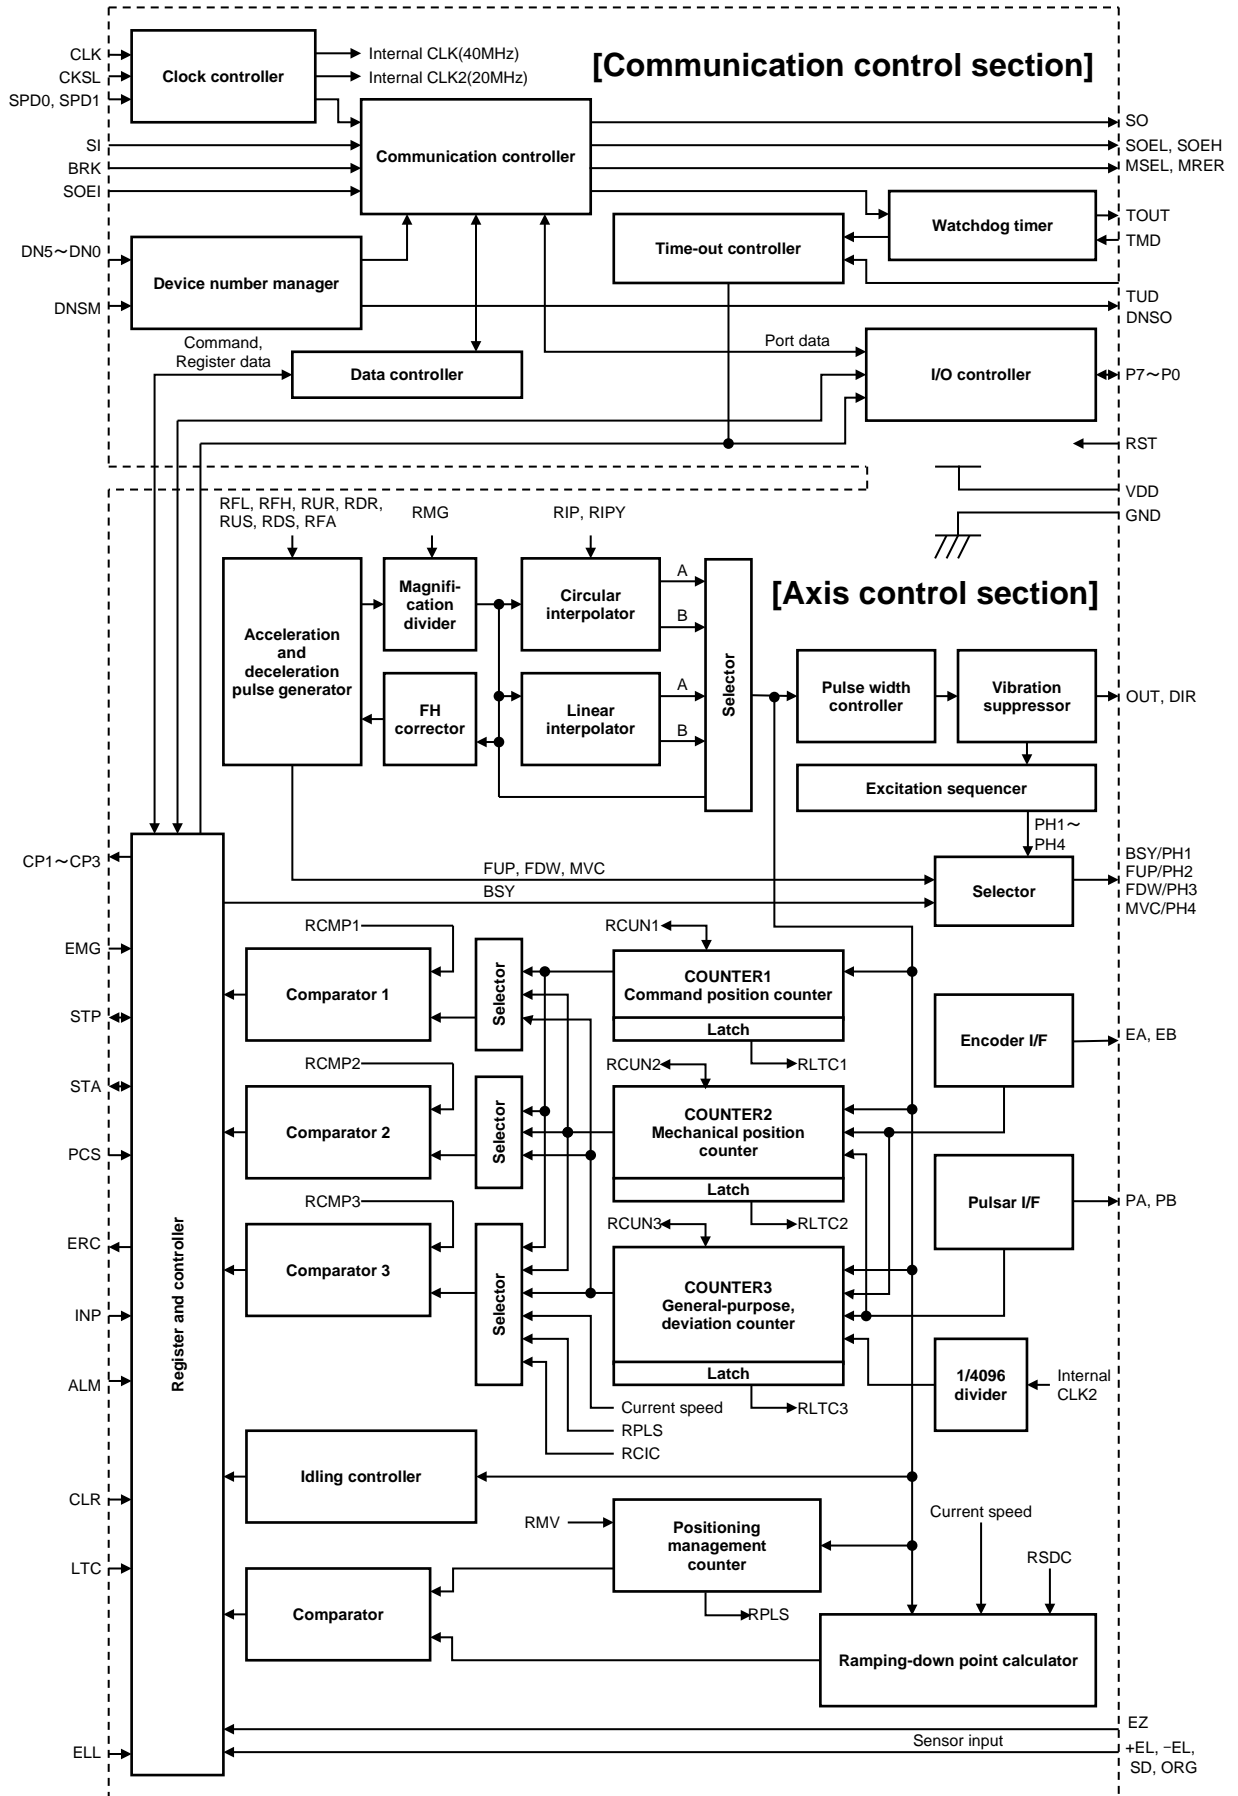 CLK
CKSL
SPD0, SPD1
Clock controller
Internal CLK(40MHz)
Internal CLK2(20MHz)
[Communication control section]
SI
BRK
SOEI
Communication controller
SO
SOEL, SOEH
MSEL, MRER
Watchdog timer
TOUT
TMD
Time-out controller
DN5～DN0
DNSM
Device number manager
TUD
DNSO
Command,
Register data
Data controller
Port data
I/O controller
P7～P0
RST
VDD
GND
RFL, RFH, RUR, RDR,
RUS, RDS, RFA
RMG
RIP, RIPY
[Axis control section]
Acceleration
and
deceleration
pulse generator
Magnifi-
cation
divider
FH
corrector
Circular
interpolator
A
B
Linear
interpolator
A
B
Selector
Pulse width
controller
Vibration
suppressor
OUT, DIR
Excitation sequencer
PH1～
PH4
CP1～CP3
FUP, FDW, MVC
BSY
Selector
BSY/PH1
FUP/PH2
FDW/PH3
MVC/PH4
EMG
STP
STA
PCS
ERC
INP
ALM
CLR
LTC
ELL
Register and controller
RCMP1
Comparator 1
Selector
RCUN1
COUNTER1
Command position counter
Latch
RLTC1
Encoder I/F
EA, EB
RCMP2
Comparator 2
Selector
RCUN2
COUNTER2
Mechanical position
counter
Latch
RLTC2
Pulsar I/F
PA, PB
RCMP3
Comparator 3
Selector
RCUN3
COUNTER3
General-purpose,
deviation counter
Latch
RLTC3
1/4096
divider
Internal
CLK2
Current speed
RPLS
RCIC
Idling controller
RMV
Positioning
management
counter
RPLS
Current speed
RSDC
Comparator
Ramping-down point calculator
EZ
Sensor input
+EL, −EL,
SD, ORG